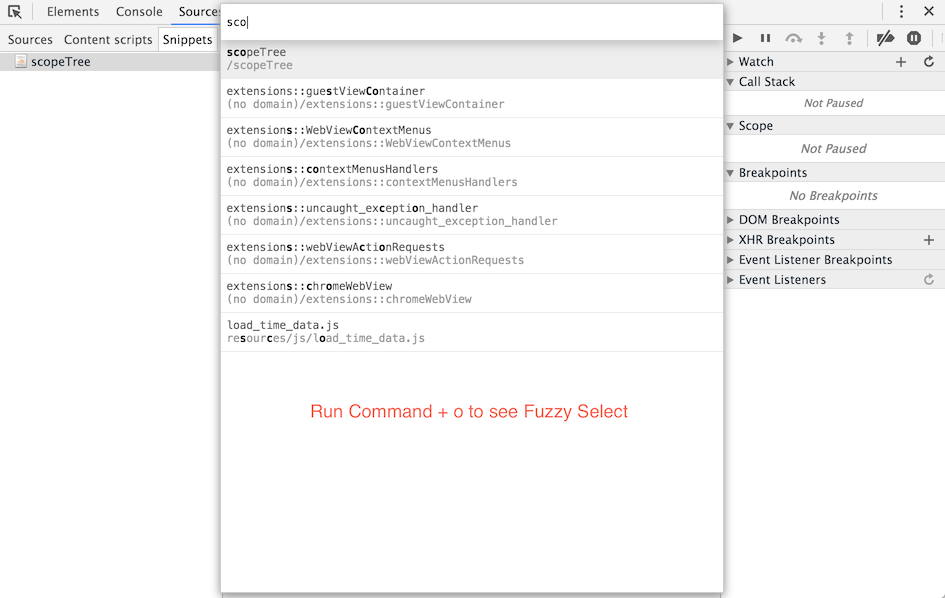 Elements Console Sources
Sources Content scripts Snippets
scopeTree
sco
scopeTree
/scopeTree
extensions::guestViewContainer
(no domain)/extensions::guestViewContainer
extensions::WebViewContextMenus
(no domain)/extensions::WebViewContextMenus
extensions::contextMenusHandlers
(no domain)/extensions::contextMenusHandlers
extensions::uncaught_exception_handler
(no domain)/extensions::uncaught_exception_handler
extensions::webViewActionRequests
(no domain)/extensions::webViewActionRequests
extensions::chromeWebView
(no domain)/extensions::chromeWebView
load_time_data.js
resources/js/load_time_data.js
Run Command + o to see Fuzzy Select
Watch
Call Stack
Not Paused
Scope
Not Paused
Breakpoints
No Breakpoints
DOM Breakpoints
XHR Breakpoints
Event Listener Breakpoints
Event Listeners